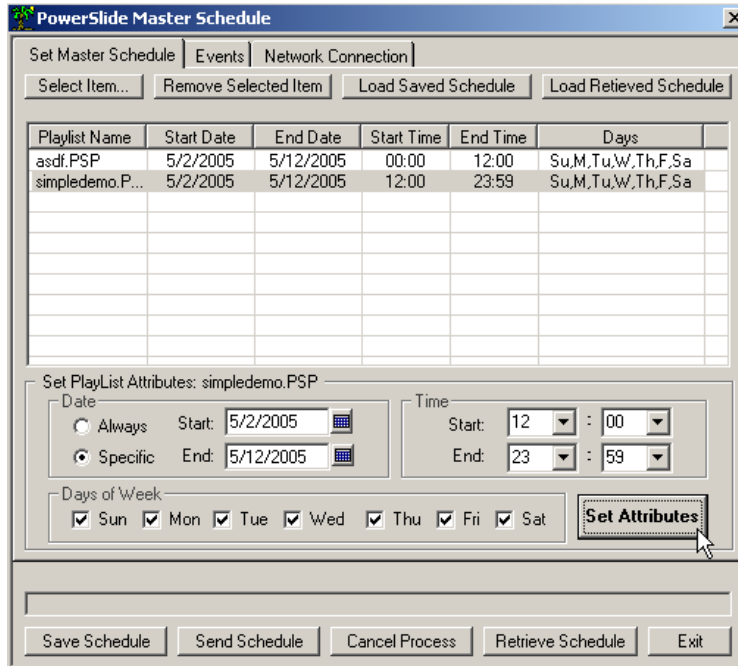 PowerSlide Master Schedule
Set Master Schedule Events Network Connection
Select Item... Remove Selected Item Load Saved Schedule Load Retieved Schedule
Playlist Name Start Date End Date Start Time End Time Days
asdf.PSP 5/2/2005 5/12/2005 00:00 12:00 Su,M,Tu,W,Th,F,Sa
simpledemo.P... 5/2/2005 5/12/2005 12:00 23:59 Su,M,Tu,W,Th,F,Sa
Set PlayList Attributes: simpledemo.PSP
Date Time
Always Start: 5/2/2005 Start: 12 : 00
Specific End: 5/12/2005 End: 23 : 59
Days of Week
Sun Mon Tue Wed Thu Fri Sat Set Attributes
Save Schedule Send Schedule Cancel Process Retrieve Schedule Exit